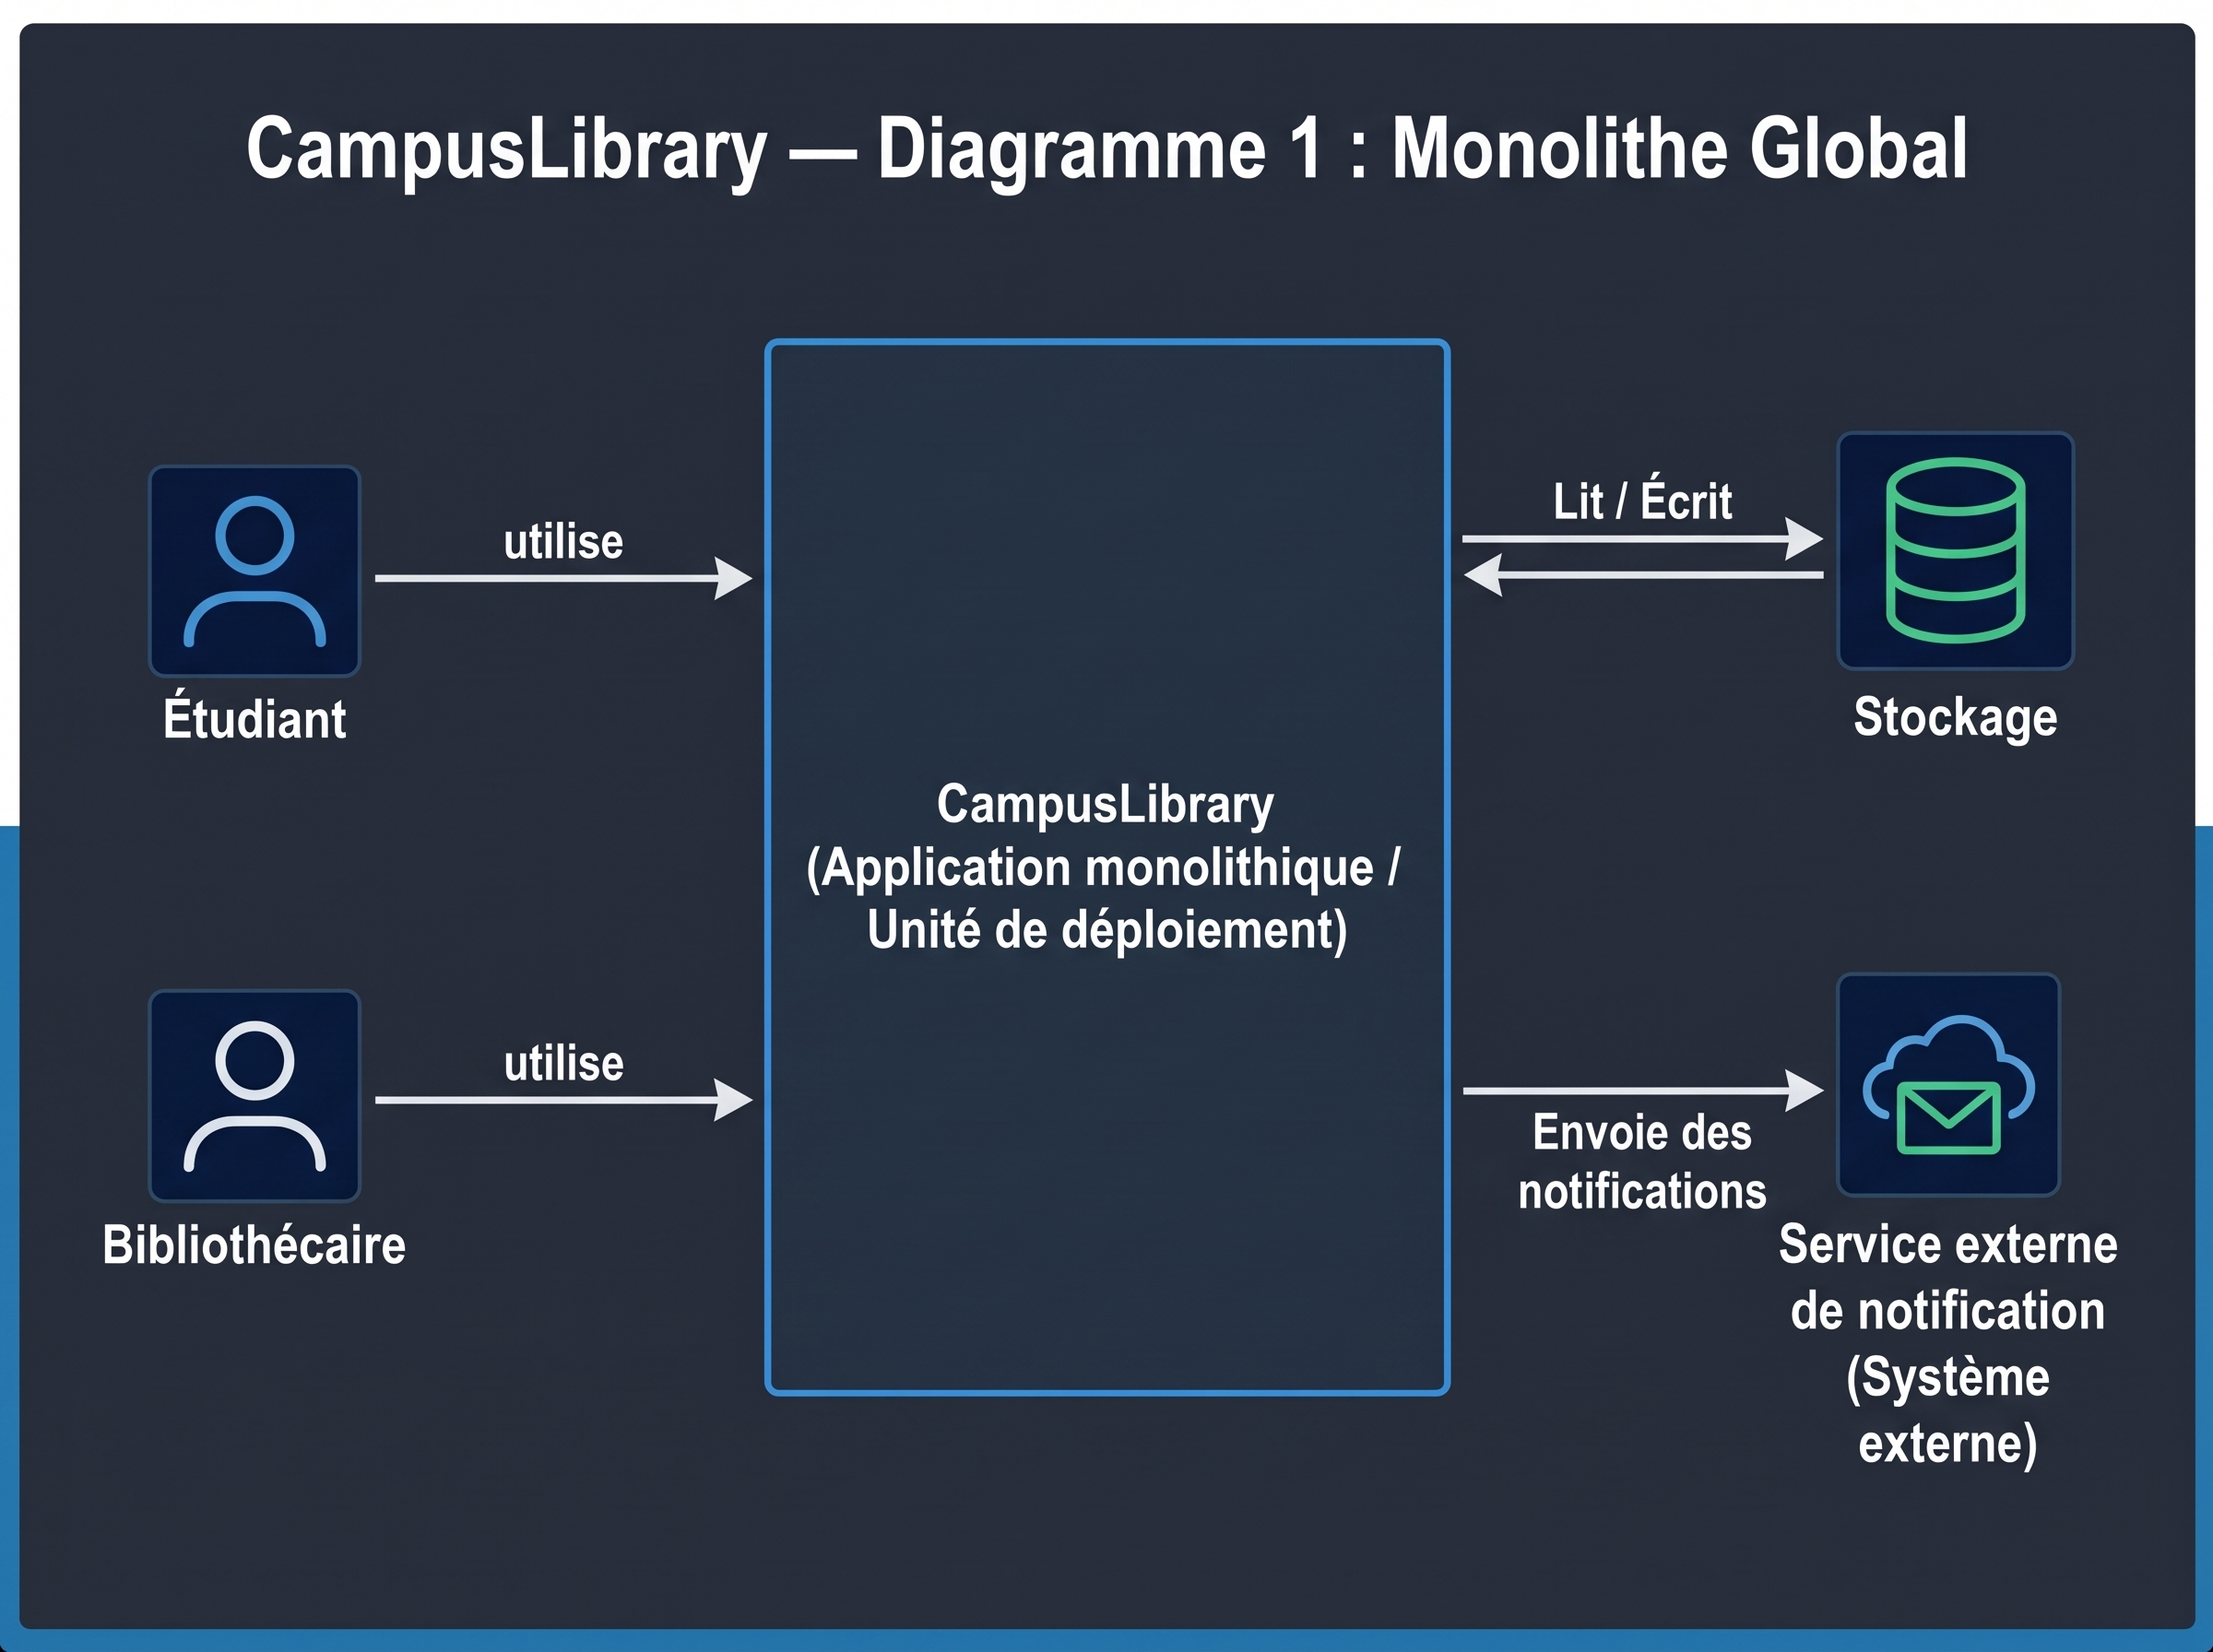 CampusLibrary — Diagramme 1 : Monolithe Global
utilise
Étudiant
utilise
Bibliothécaire
CampusLibrary
(Application monolithique /
Unité de déploiement)
Lit / Écrit
Stockage
Envoie des
notifications
Service externe
de notification
(Système
externe)